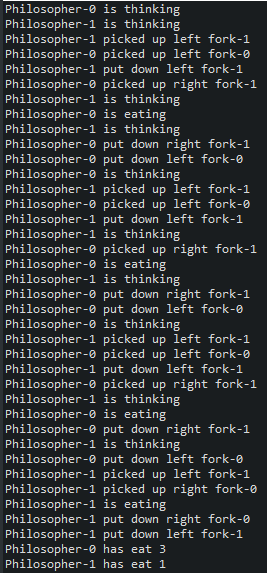 Philosopher-0 is thinking
Philosopher-1 is thinking
Philosopher-1 picked up left fork-1
Philosopher-0 picked up left fork-0
Philosopher-1 put down left fork-1
Philosopher-0 picked up right fork-1
Philosopher-1 is thinking
Philosopher-0 is eating
Philosopher-1 is thinking
Philosopher-0 put down right fork-1
Philosopher-0 put down left fork-0
Philosopher-0 is thinking
Philosopher-1 picked up left fork-1
Philosopher-0 picked up left fork-0
Philosopher-1 put down left fork-1
Philosopher-1 is thinking
Philosopher-0 picked up right fork-1
Philosopher-0 is eating
Philosopher-1 is thinking
Philosopher-0 put down right fork-1
Philosopher-0 put down left fork-0
Philosopher-0 is thinking
Philosopher-1 picked up left fork-1
Philosopher-0 picked up left fork-0
Philosopher-1 put down left fork-1
Philosopher-0 picked up right fork-1
Philosopher-1 is thinking
Philosopher-0 is eating
Philosopher-0 put down right fork-1
Philosopher-1 is thinking
Philosopher-0 put down left fork-0
Philosopher-1 picked up left fork-1
Philosopher-1 picked up right fork-0
Philosopher-1 is eating
Philosopher-1 put down right fork-0
Philosopher-1 put down left fork-1
Philosopher-0 has eat 3
Philosopher-1 has eat 1